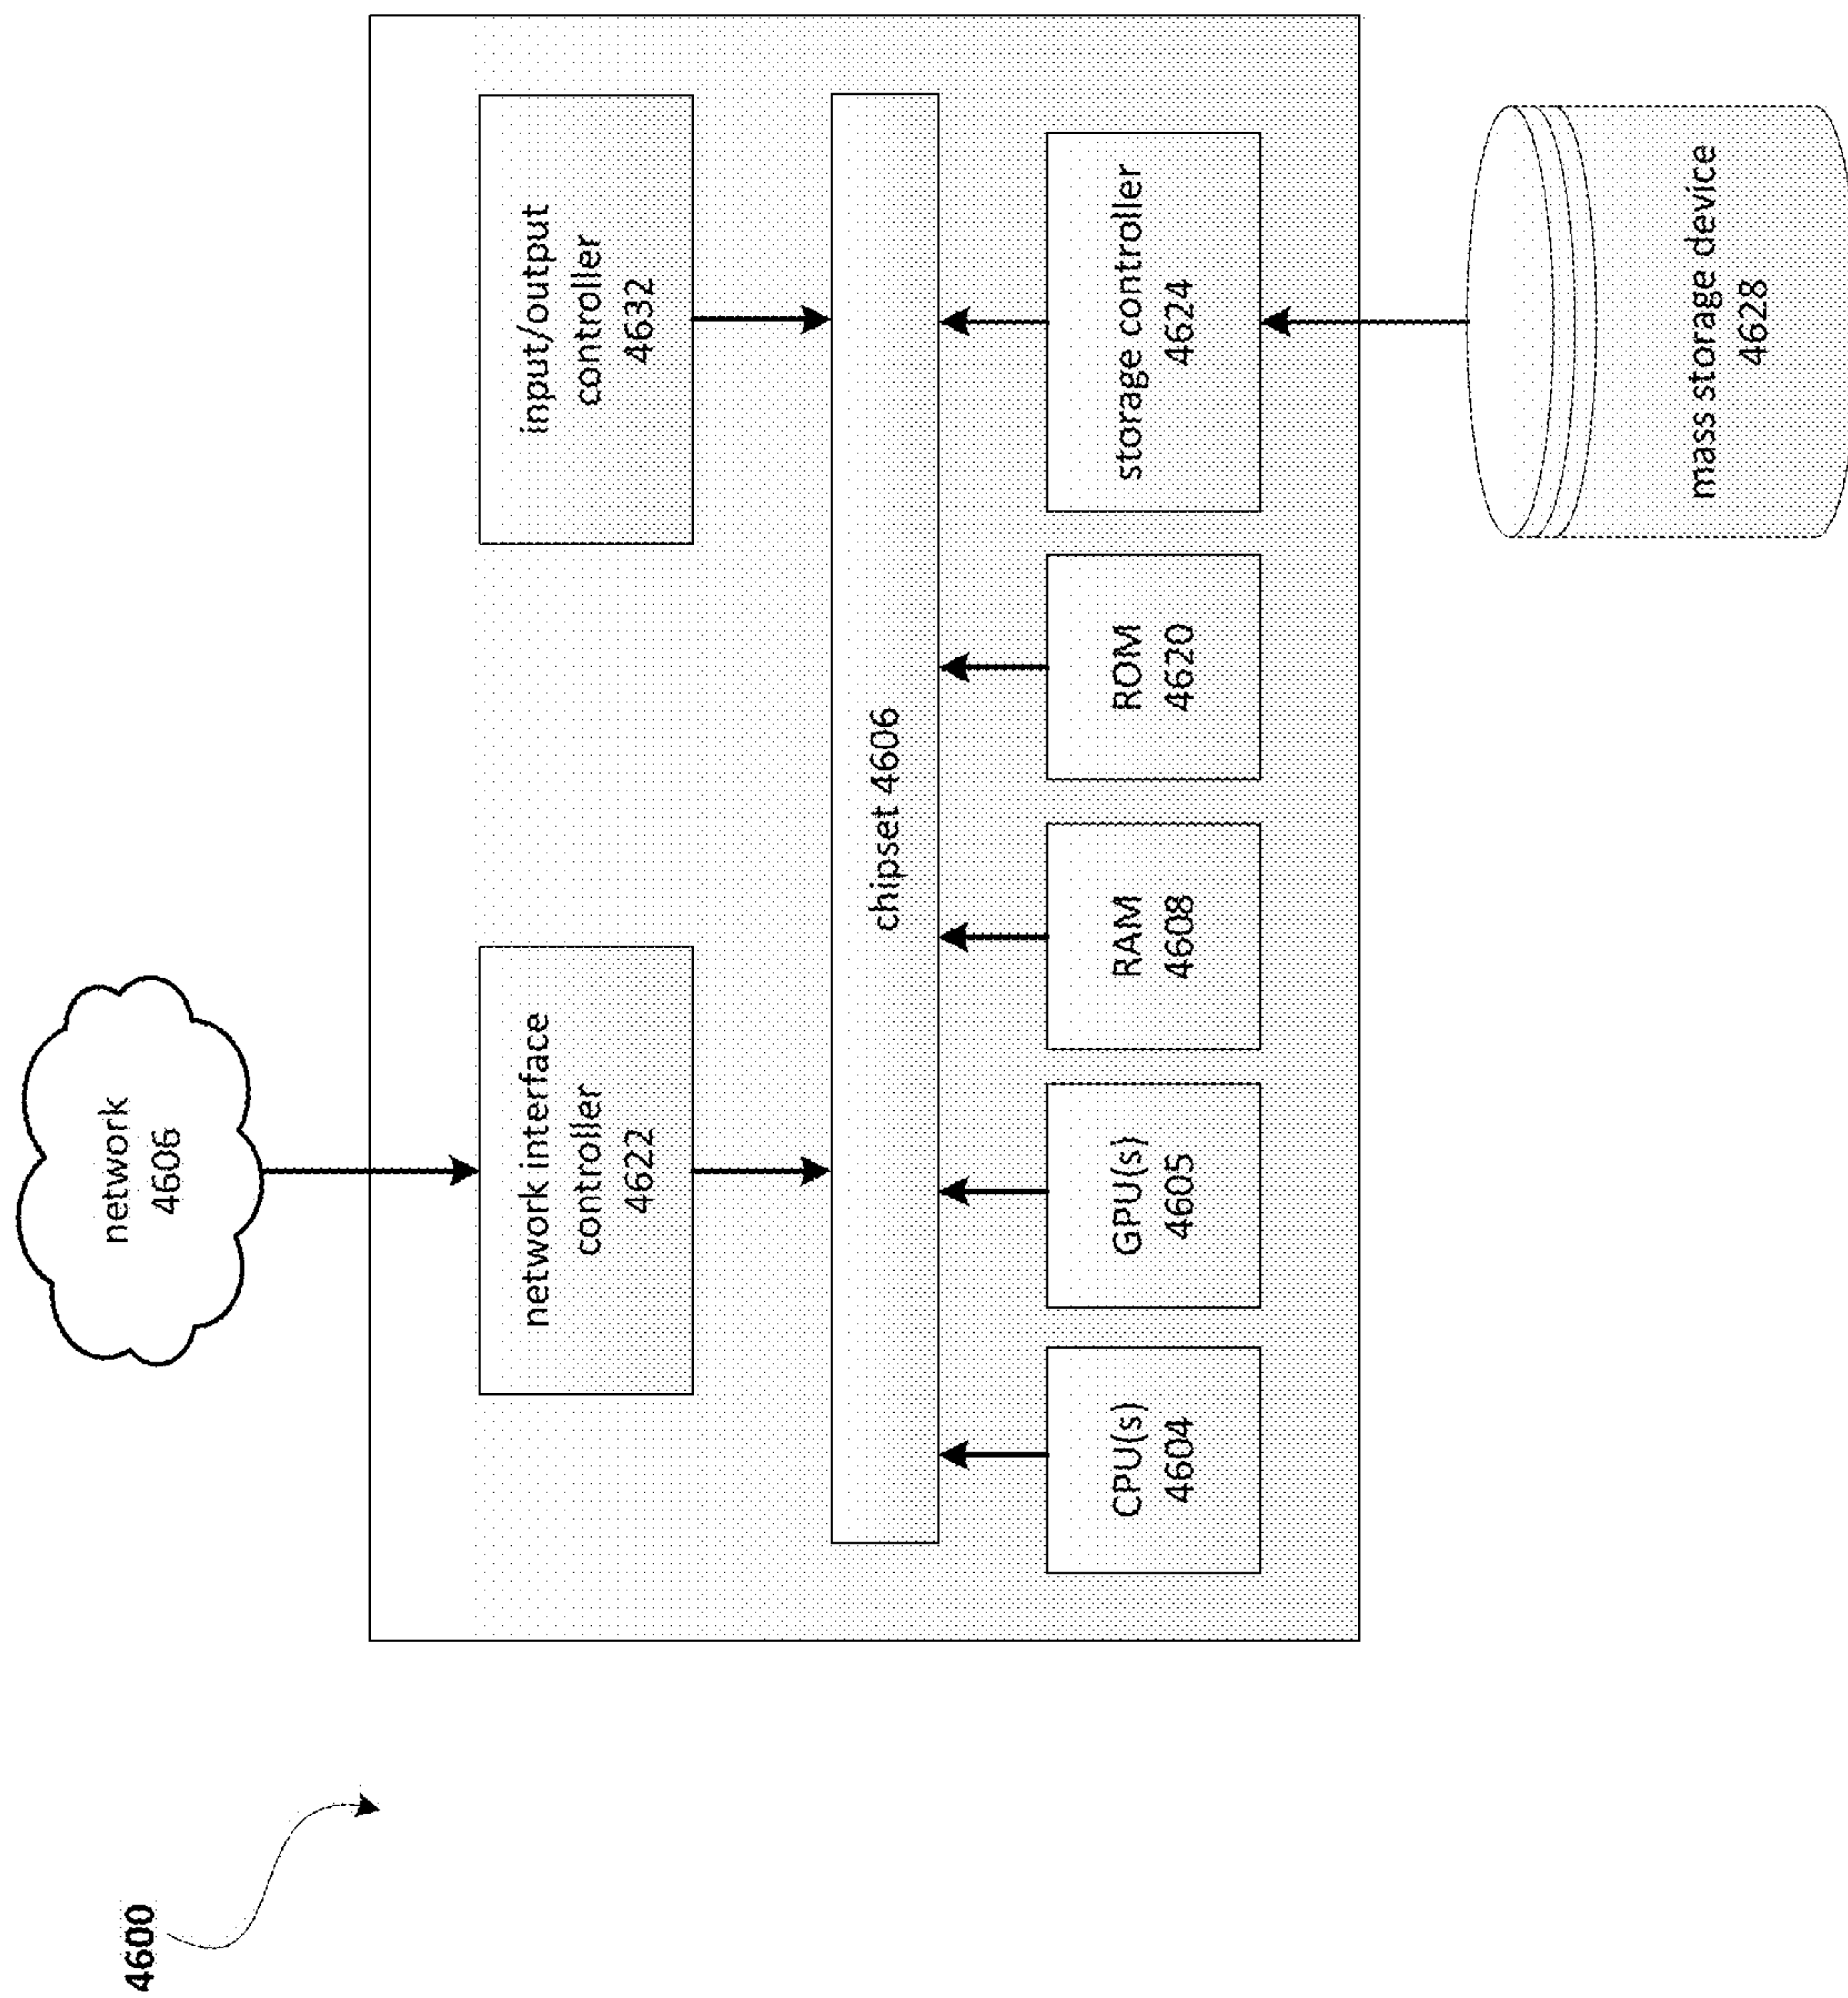 4600
network
4606
network interface
controller
4622
input/output
controller
4632
chipset 4606
CPU(s)
4604
GPU(s)
4605
RAM
4608
ROM
4620
storage controller
4624
mass storage device
4628